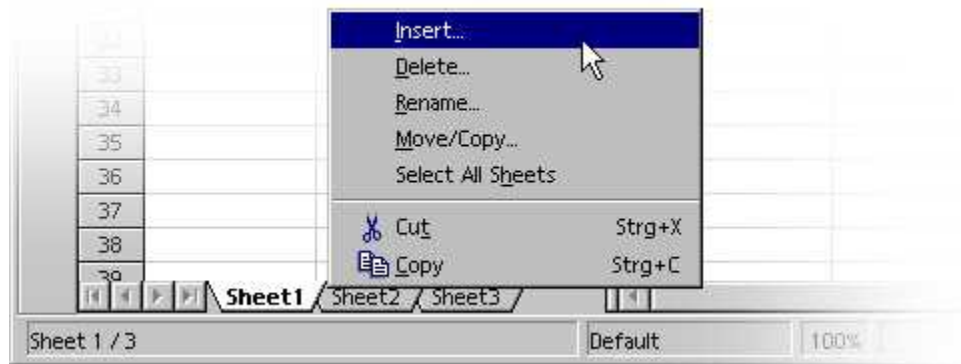 Insert...
33
Delete...
34
Rename...
35
Move/Copy...
36
Select All Sheets
37
Cut Strg+X
38
Copy Strg+C
39
Sheet1 Sheet2 Sheet3
Sheet 1 / 3 Default 100%